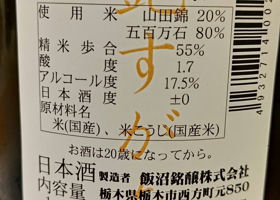 使用米 山田錦 20%
五百万石 80%
精米歩合 55%
酸度 1.7
アルコール度 17.5%
日本酒度 ±0
原材料名
米(国産)、米こうじ(国産米)
すが
お酒は20歳になってから。
日本酒 製造者 飯沼銘醸株式会社
内容量 栃木県栃木市西方町元850
4932711002